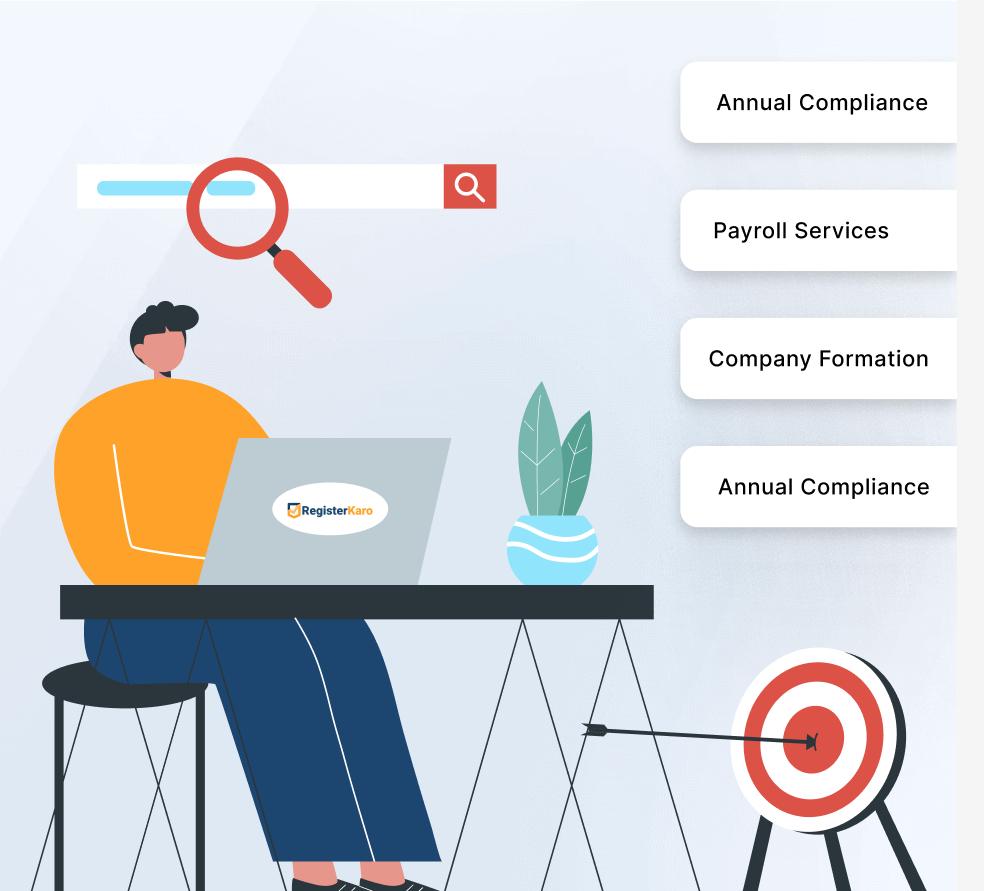 Annual Compliance
Payroll Services
Company Formation
RegisterKaro
Annual Compliance